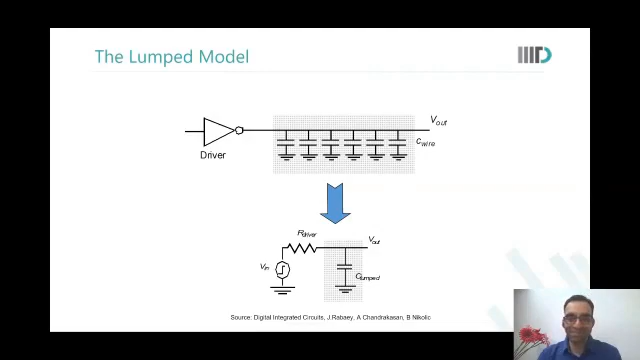 The Lumped Model
Vout
cwire
Driver
Rdriver
Vout
Vin
Clumped
Source: Digital Integrated Circuits, J.Rabaey, A Chandrakasan, B Nikolic